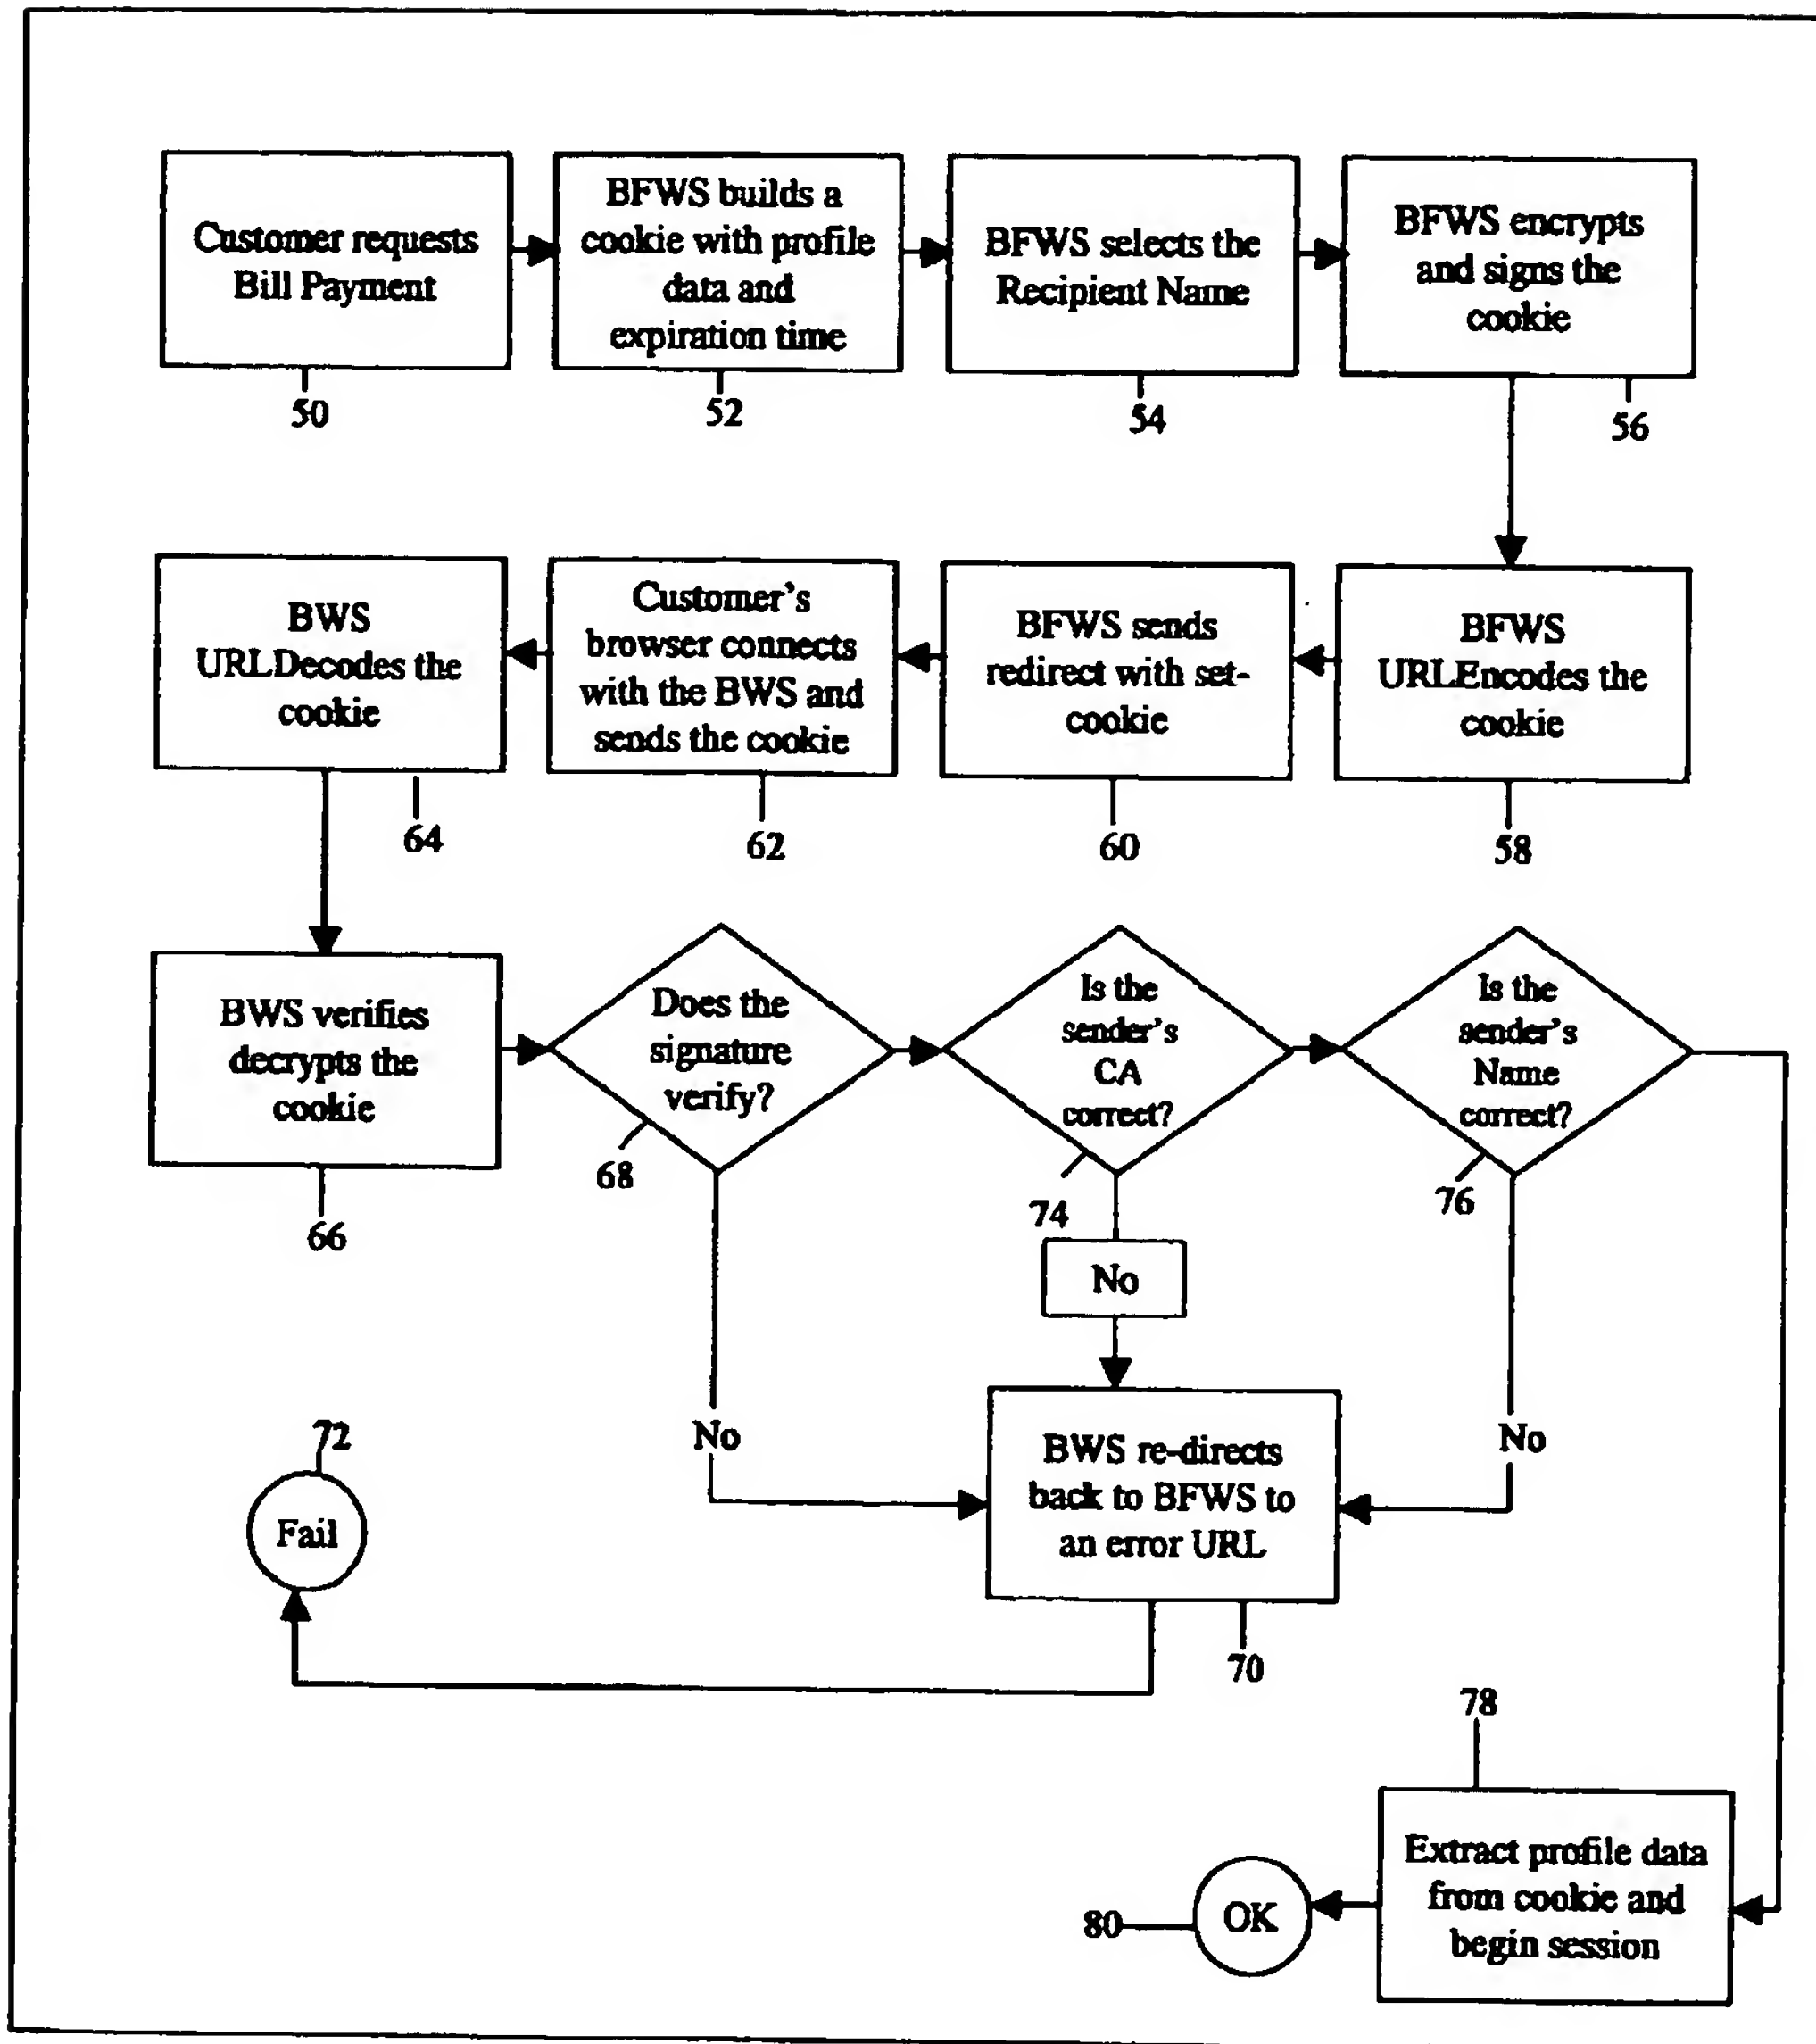 Customer requests
Bill Payment
50
BFWS builds a
cookie with profile
data and
expiration time
52
BFWS selects the
Recipient Name
54
BFWS encrypts
and signs the
cookie
56
BFWS
URLEncodes the
cookie
58
BFWS sends
redirect with set-
cookie
60
Customer's
browser connects
with the BWS and
sends the cookie
62
BWS
URLDecodes the
cookie
64
BWS verifies
decrypts the
cookie
66
Does the
signature
verify?
68
Is the
sender's
CA
correct?
74
Is the
sender's
Name
correct?
76
No
No
No
BWS re-directs
back to BFWS to
an error URL
70
72
Fail
78
Extract profile data
from cookie and
begin session
80
OK